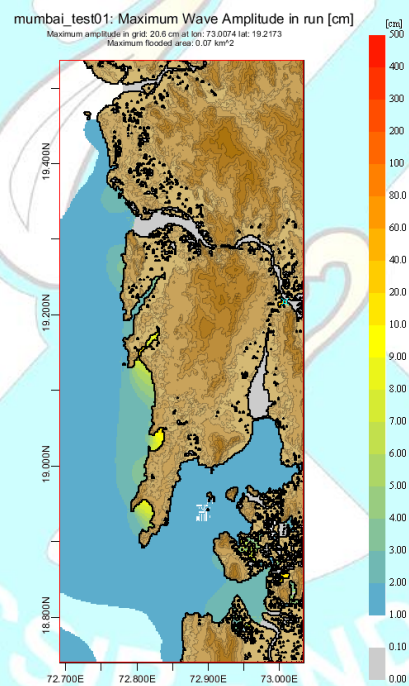 mumbai_test01: Maximum Wave Amplitude in run [cm]
Maximum amplitude in grid: 20.6 cm at lon: 73.0074 lat: 19.2173
Maximum flooded area: 0.07 km^2
[cm]
500
400
300
200
100
80.0
60.0
40.0
20.0
10.0
9.00
8.00
7.00
6.00
5.00
4.00
3.00
2.00
1.00
0.10
0.00
19.400N
19.200N
19.000N
18.800N
72.700E 72.800E 72.900E 73.000E